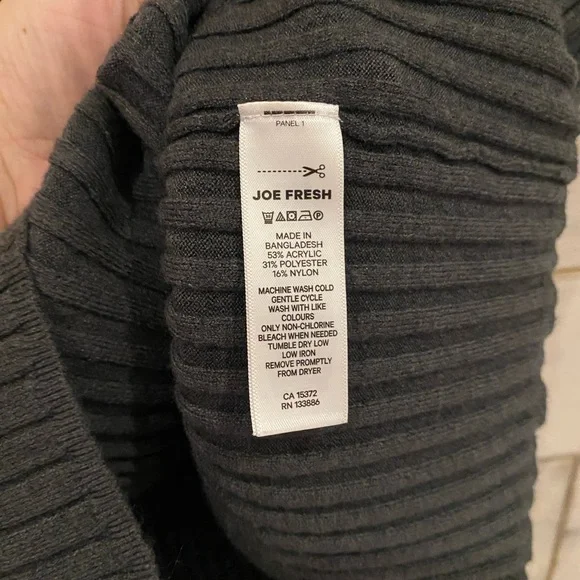 PANEL 1
JOE FRESH
MADE IN
BANGLADESH
53% ACRYLIC
31% POLYESTER
16% NYLON
MACHINE WASH COLD
GENTLE CYCLE
WASH WITH LIKE
COLOURS
ONLY NON-CHLORINE
BLEACH WHEN NEEDED
TUMBLE DRY LOW
LOW IRON
REMOVE PROMPTLY
FROM DRYER
CA 15372
RN 133886